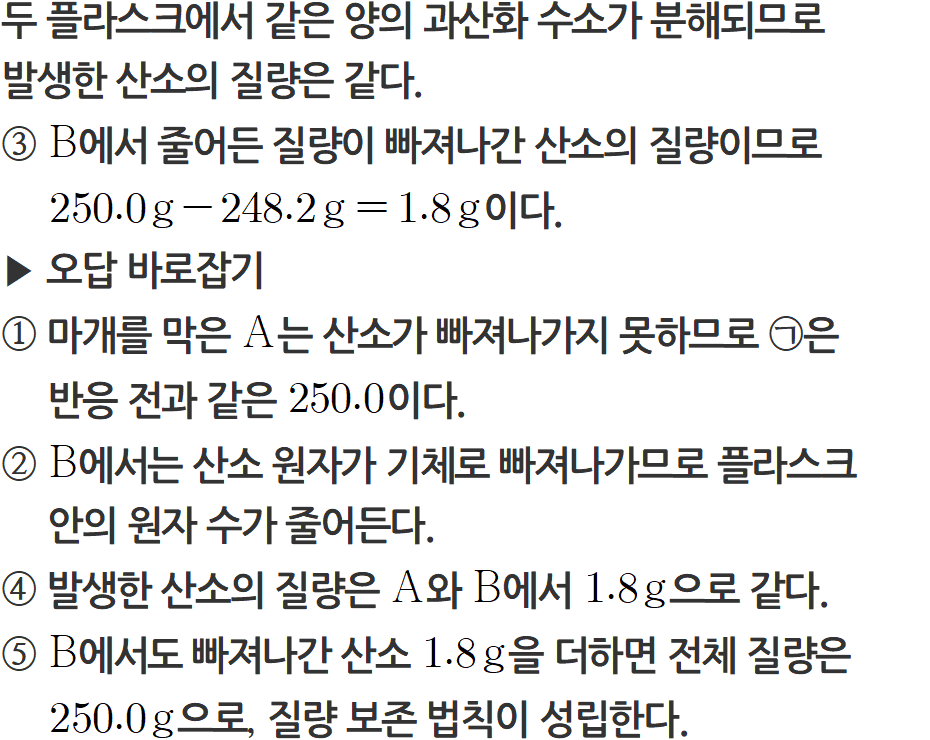 두 플라스크에서 같은 양의 과산화 수소가 분해되므로
발생한 산소의 질량은 같다.
③ B에서 줄어든 질량이 빠져나간 산소의 질량이므로
250.0 g − 248.2 g = 1.8 g이다.
▶ 오답 바로잡기
① 마개를 막은 A는 산소가 빠져나가지 못하므로 ㉠은
반응 전과 같은 250.0이다.
② B에서는 산소 원자가 기체로 빠져나가므로 플라스크
안의 원자 수가 줄어든다.
④ 발생한 산소의 질량은 A와 B에서 1.8 g으로 같다.
⑤ B에서도 빠져나간 산소 1.8 g을 더하면 전체 질량은
250.0 g으로, 질량 보존 법칙이 성립한다.